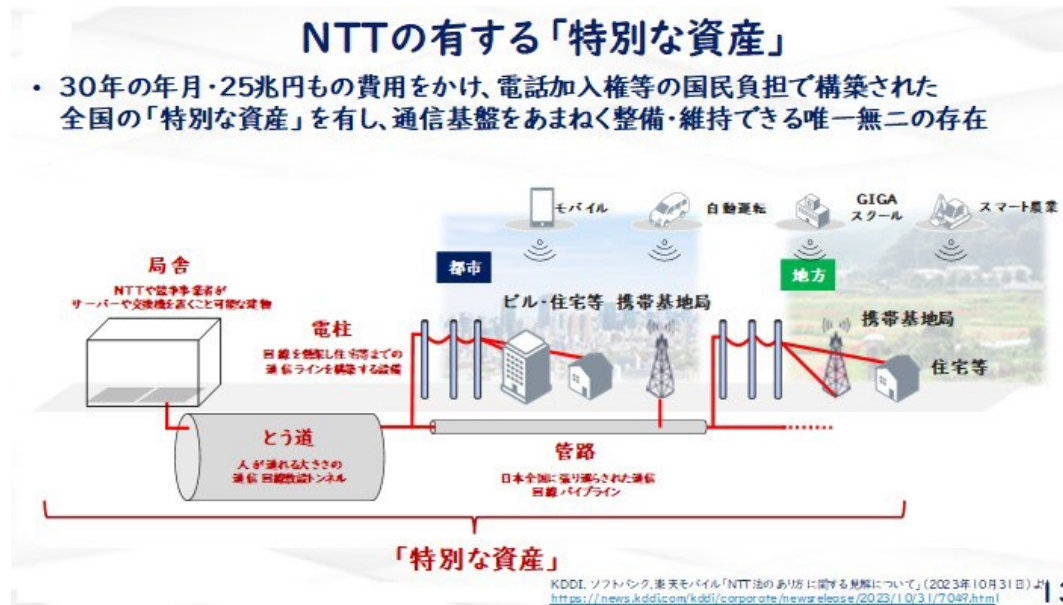 NTTの有する「特別な資産」
• 30年の年月・25兆円もの費用をかけ、電話加入権等の国民負担で構築された
全国の「特別な資産」を有し、通信基盤をあまねく整備・維持できる唯一無二の存在
モバイル
自動運転
GIGA
スクール
スマート農業
都市
地方
局舎
NTTや競争事業者が
サーバーや交換機を置くこと可能な建物
電柱
回線を懸架し住宅等までの
通信ラインを構築する設備
ビル・住宅等
携帯基地局
携帯基地局
住宅等
とう道
人が通れる大きさの
通信回線敷設トンネル
管路
日本全国に張り巡らされた通信
回線パイプライン
「特別な資産」
KDDI、ソフトバンク、楽天モバイル「NTT法のあり方に関する見解について」(2023年10月31日)より
https://news.kddi.com/kddi/corporate/newsrelease/2023/10/31/7049.html